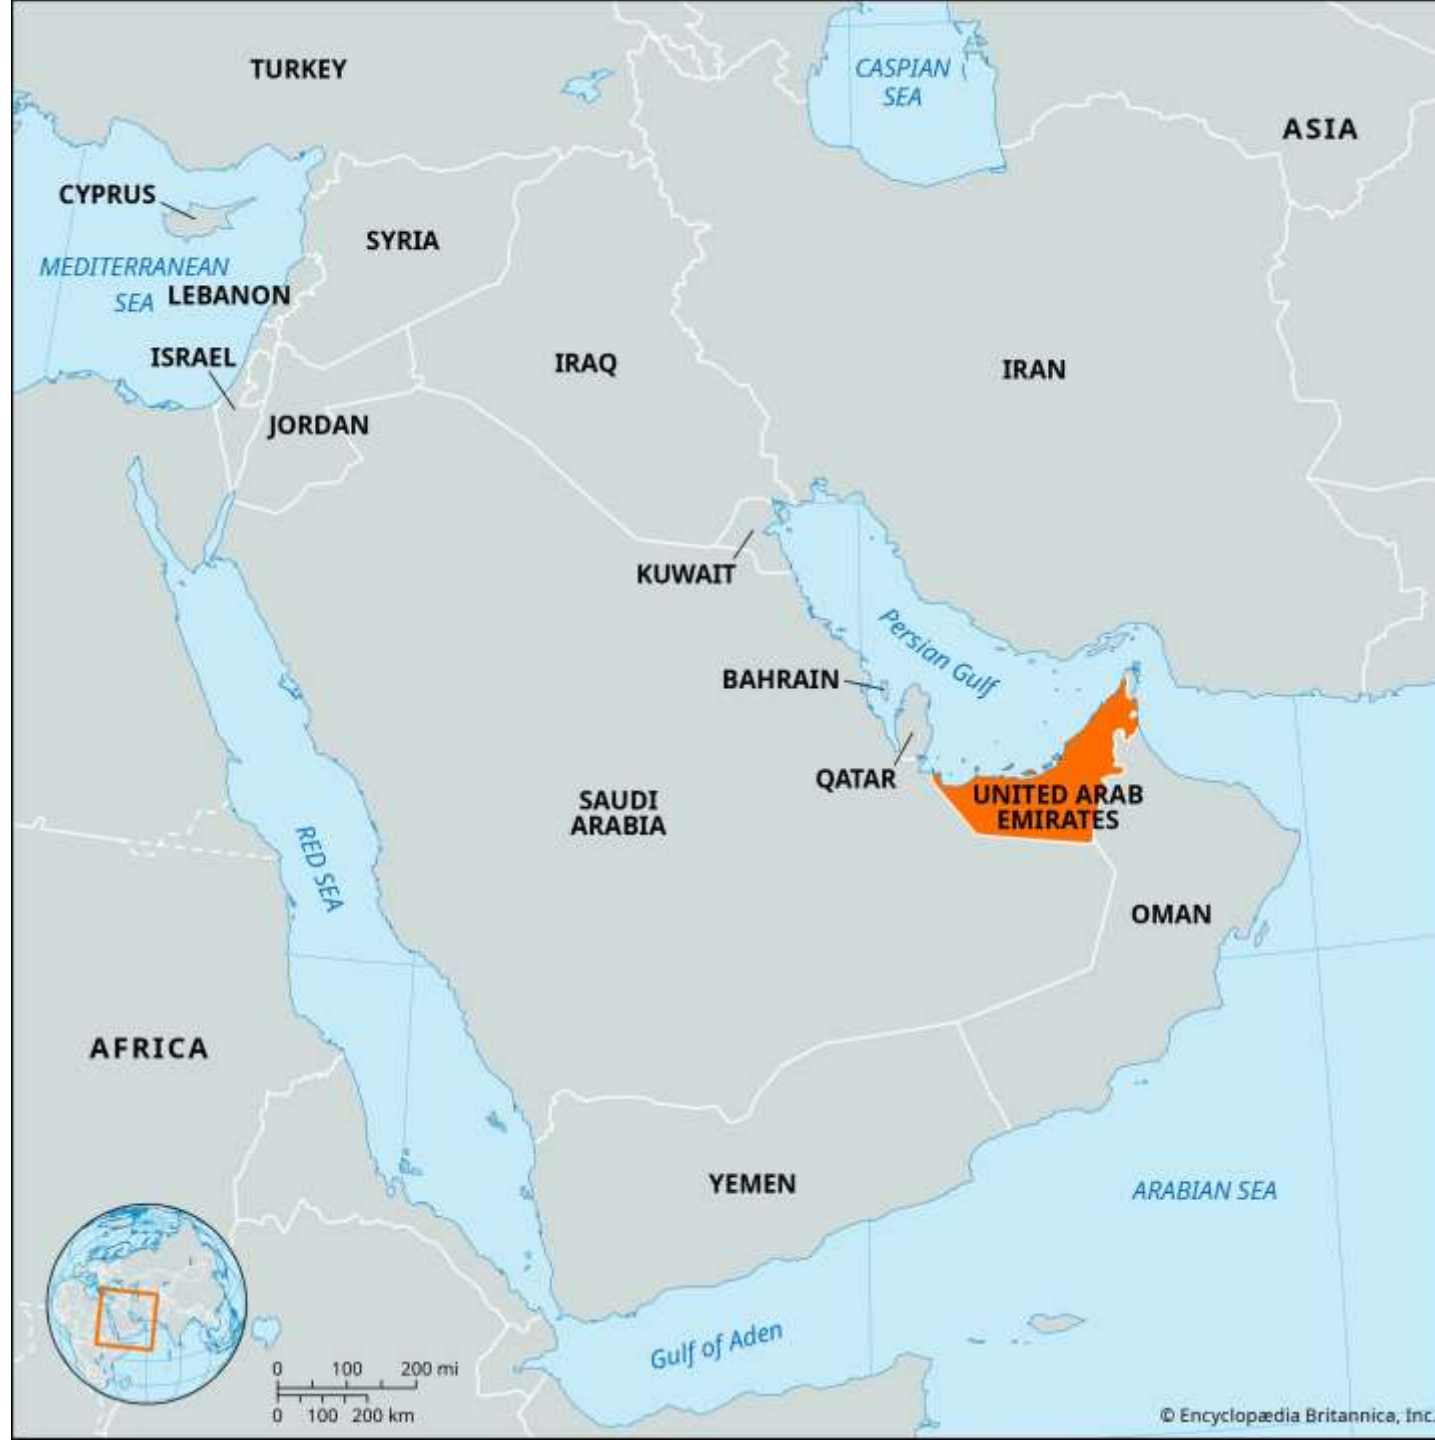 TURKEY
CASPIAN
SEA
ASIA
CYPRUS
SYRIA
MEDITERRANEAN
SEA
LEBANON
ISRAEL
IRAQ
IRAN
JORDAN
KUWAIT
Persian Gulf
BAHRAIN
QATAR
UNITED ARAB
EMIRATES
SAUDI
ARABIA
RED SEA
OMAN
AFRICA
YEMEN
ARABIAN SEA
Gulf of Aden
0 100 200 mi
0 100 200 km
© Encyclopædia Britannica, Inc.